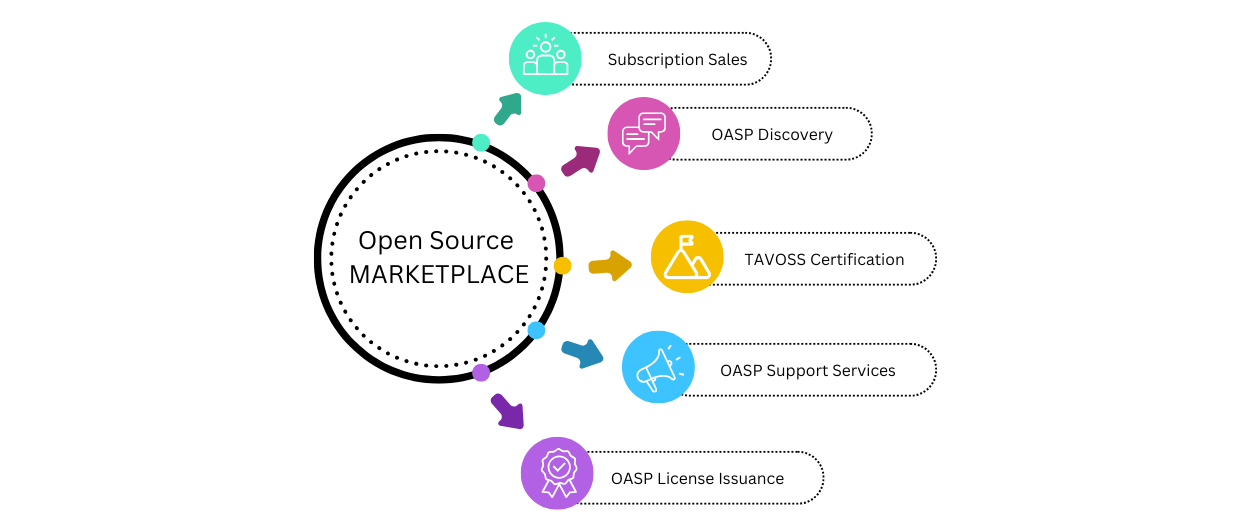 Open Source
MARKETPLACE
Subscription Sales
OASP Discovery
TAVOSS Certification
OASP Support Services
OASP License Issuance